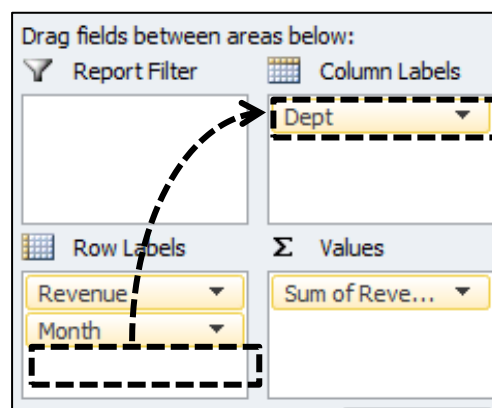 Drag fields between areas below:
Report Filter
Column Labels
Dept
Row Labels
Σ Values
Revenue
Sum of Reve...
Month